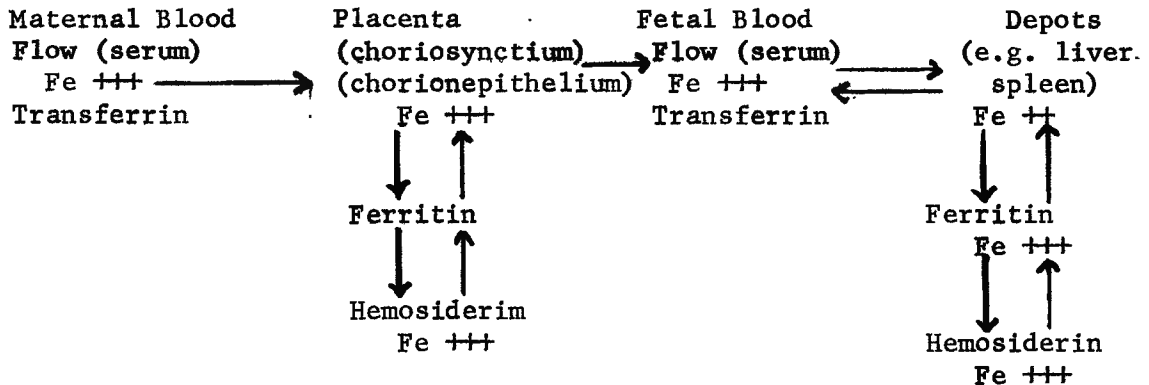 Maternal Blood
Flow (serum)
Fe +++
Transferrin
Placenta
(choriosynctium)
(chorionepithelium)
Fe +++
Ferritin
Hemosiderim
Fe +++
Fetal Blood
Flow (serum)
Fe +++
Transferrin
Depots
(e.g. liver.
spleen)
Fe ++
Ferritin
Fe +++
Hemosiderin
Fe +++